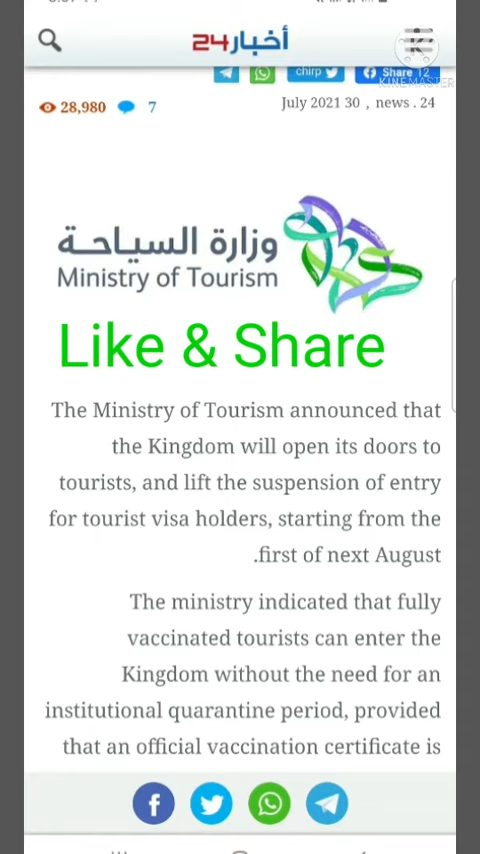 أخبار24
chirp
Share 12
KINEMASTER
28,980
7
July 2021 30 , news . 24
وزارة السياحة
Ministry of Tourism
Like & Share
The Ministry of Tourism announced that
the Kingdom will open its doors to
tourists, and lift the suspension of entry
for tourist visa holders, starting from the
.first of next August
The ministry indicated that fully
vaccinated tourists can enter the
Kingdom without the need for an
institutional quarantine period, provided
that an official vaccination certificate is